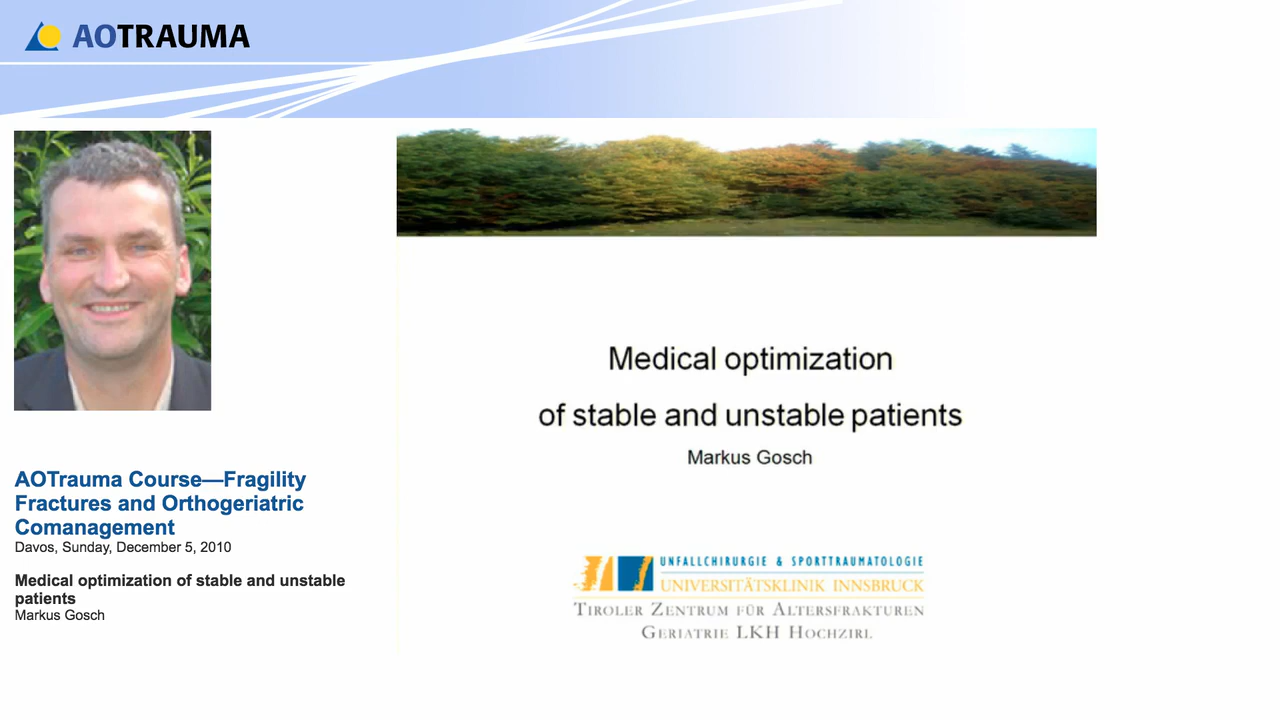 AOTRAUMA
AOTrauma Course—Fragility
Fractures and Orthogeriatric
Comanagement
Davos, Sunday, December 5, 2010
Medical optimization of stable and unstable
patients
Markus Gosch
Medical optimization
of stable and unstable patients
Markus Gosch
UNFALLCHIRURGIE & SPORTTRAUMATOLOGIE
UNIVERSITÄTSKLINIK INNSBRUCK
TIROLER ZENTRUM FÜR ALTERSFRAKTUREN
GERIATRIE LKH HOCHZIRL